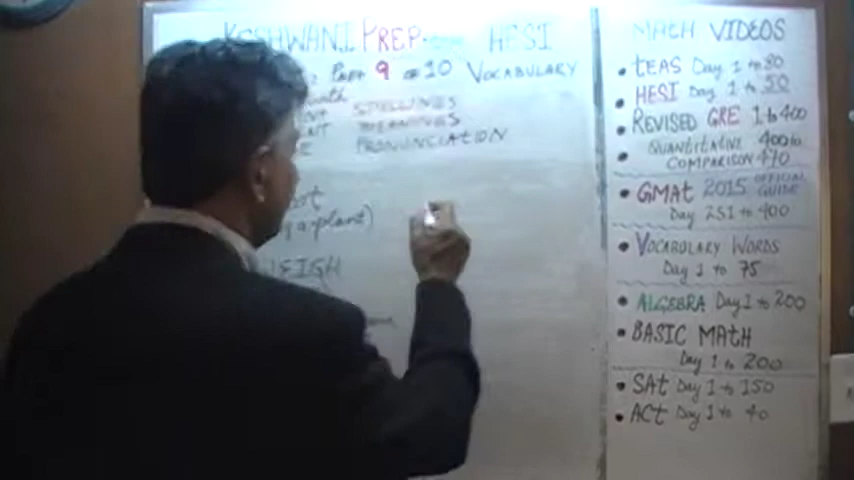 KESHWANI PREP HESI
Part 9 of 10 VOCABULARY
SPELLINGS
MEANINGS
PRONUNCIATION
a plant)
MATH VIDEOS
• TEAS Day 1 to 80
• HESI Day 1 to 50
• REVISED GRE 1 to 400
• QUANTITATIVE 400 to
COMPARISON 470
• GMAT 2015 OFFICIAL GUIDE
Day 251 to 400
• VOCABULARY WORDS
Day 1 to 75
• ALGEBRA Day 1 to 200
• BASIC MATH
Day 1 to 200
• SAT Day 1 to 150
• ACT Day 1 to 40